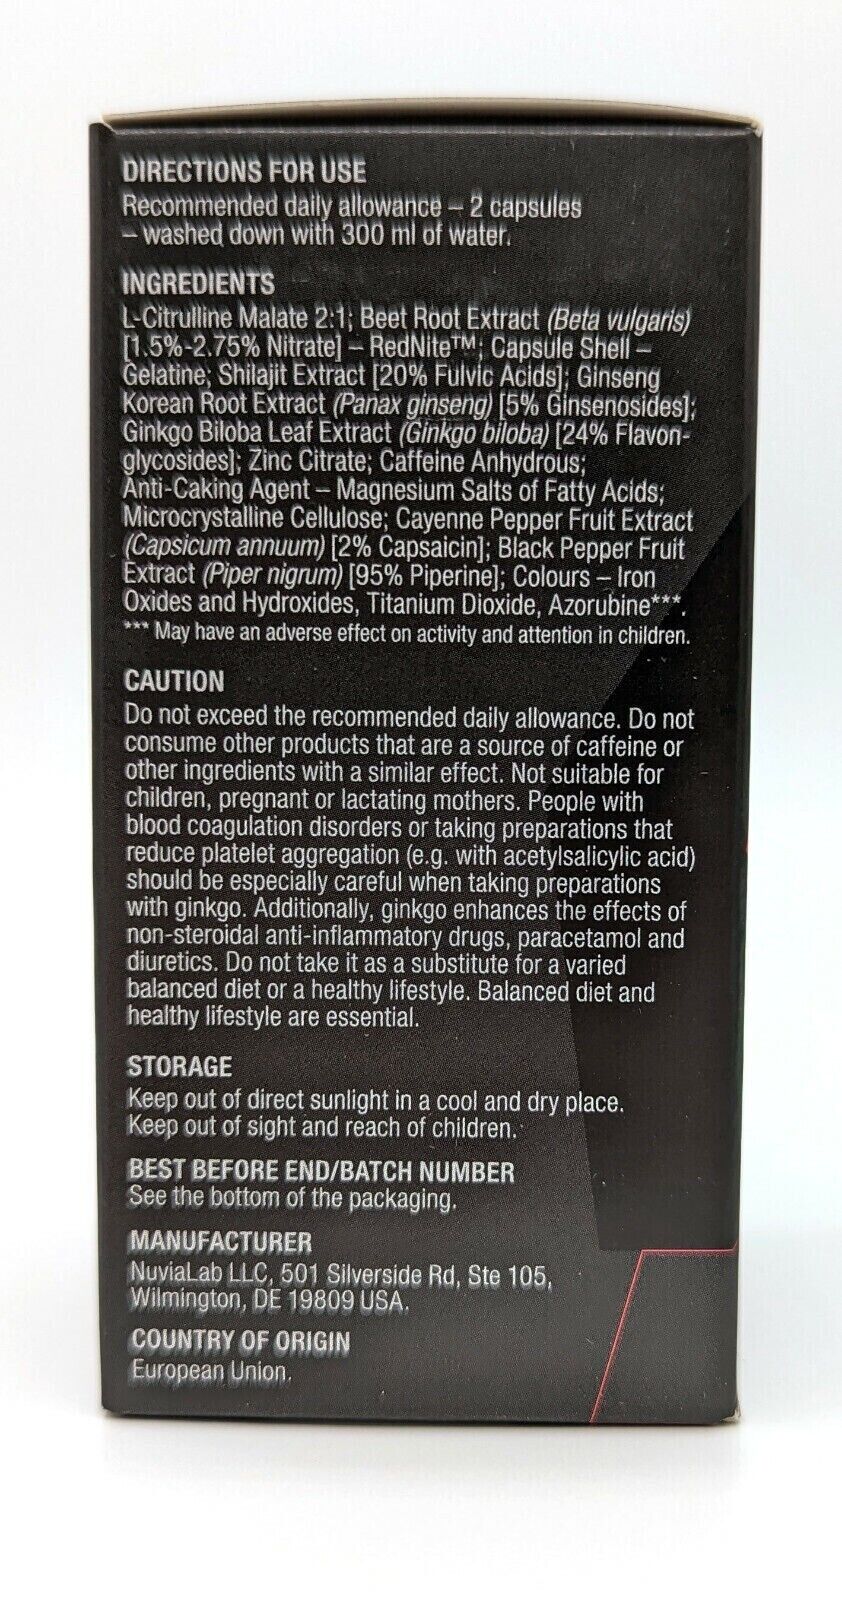 DIRECTIONS FOR USE
Recommended daily allowance – 2 capsules
– washed down with 300 ml of water.
INGREDIENTS
L-Citrulline Malate 2:1; Beet Root Extract (Beta vulgaris)
[1.5%-2.75% Nitrate] – RedNite™; Capsule Shell –
Gelatine; Shilajit Extract [20% Fulvic Acids]; Ginseng
Korean Root Extract (Panax ginseng) [5% Ginsenosides];
Ginkgo Biloba Leaf Extract (Ginkgo biloba) [24% Flavon-
glycosides]; Zinc Citrate; Caffeine Anhydrous;
Anti-Caking Agent – Magnesium Salts of Fatty Acids;
Microcrystalline Cellulose; Cayenne Pepper Fruit Extract
(Capsicum annuum) [2% Capsaicin]; Black Pepper Fruit
Extract (Piper nigrum) [95% Piperine]; Colours – Iron
Oxides and Hydroxides, Titanium Dioxide, Azorubine***.
*** May have an adverse effect on activity and attention in children.
CAUTION
Do not exceed the recommended daily allowance. Do not
consume other products that are a source of caffeine or
other ingredients with a similar effect. Not suitable for
children, pregnant or lactating mothers. People with
blood coagulation disorders or taking preparations that
reduce platelet aggregation (e.g. with acetylsalicylic acid)
should be especially careful when taking preparations
with ginkgo. Additionally, ginkgo enhances the effects of
non-steroidal anti-inflammatory drugs, paracetamol and
diuretics. Do not take it as a substitute for a varied
balanced diet or a healthy lifestyle. Balanced diet and
healthy lifestyle are essential.
STORAGE
Keep out of direct sunlight in a cool and dry place.
Keep out of sight and reach of children.
BEST BEFORE END/BATCH NUMBER
See the bottom of the packaging.
MANUFACTURER
NuviaLab LLC, 501 Silverside Rd, Ste 105,
Wilmington, DE 19809 USA.
COUNTRY OF ORIGIN
European Union.